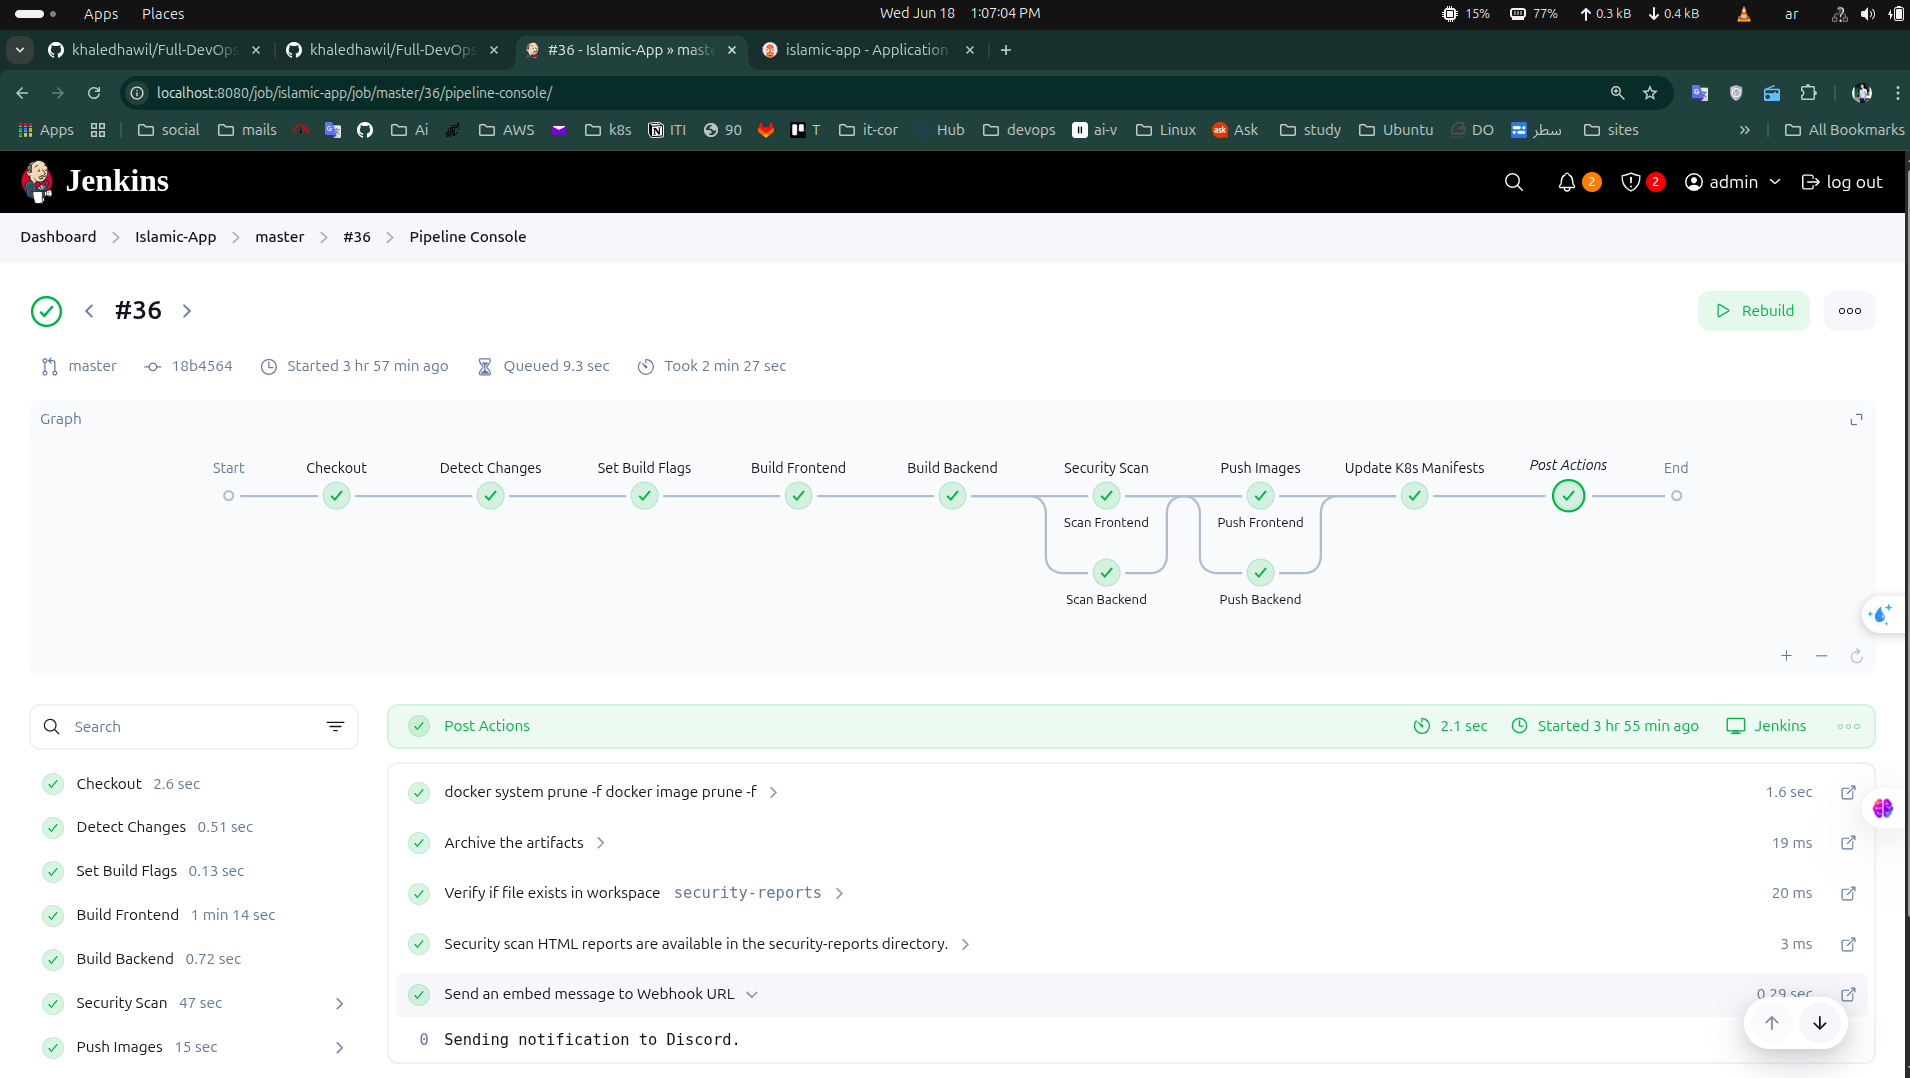 Apps Places Wed Jun 18 1:07:04 PM 15% 77% 0.3 kB 0.4 kB ar
khaledhawil/Full-DevOps khaledhawil/Full-DevOps #36 - Islamic-App » maste islamic-app - Application
localhost:8080/job/islamic-app/job/master/36/pipeline-console/
Apps social mails Ai AWS k8s ITI 90 T it-cor Hub devops ai-v Linux Ask study Ubuntu DO سطر sites » All Bookmarks
Jenkins 2 2 admin log out
Dashboard Islamic-App master #36 Pipeline Console
#36 Rebuild
master 18b4564 Started 3 hr 57 min ago Queued 9.3 sec Took 2 min 27 sec
Graph
Start Checkout Detect Changes Set Build Flags Build Frontend Build Backend Security Scan Push Images Update K8s Manifests Post Actions End
Scan Frontend Push Frontend
Scan Backend Push Backend
Search
Post Actions 2.1 sec Started 3 hr 55 min ago Jenkins
Checkout 2.6 sec
Detect Changes 0.51 sec
Set Build Flags 0.13 sec
Build Frontend 1 min 14 sec
Build Backend 0.72 sec
Security Scan 47 sec
Push Images 15 sec
docker system prune -f docker image prune -f 1.6 sec
Archive the artifacts 19 ms
Verify if file exists in workspace security-reports 20 ms
Security scan HTML reports are available in the security-reports directory. 3 ms
Send an embed message to Webhook URL 0.29 sec
0 Sending notification to Discord.